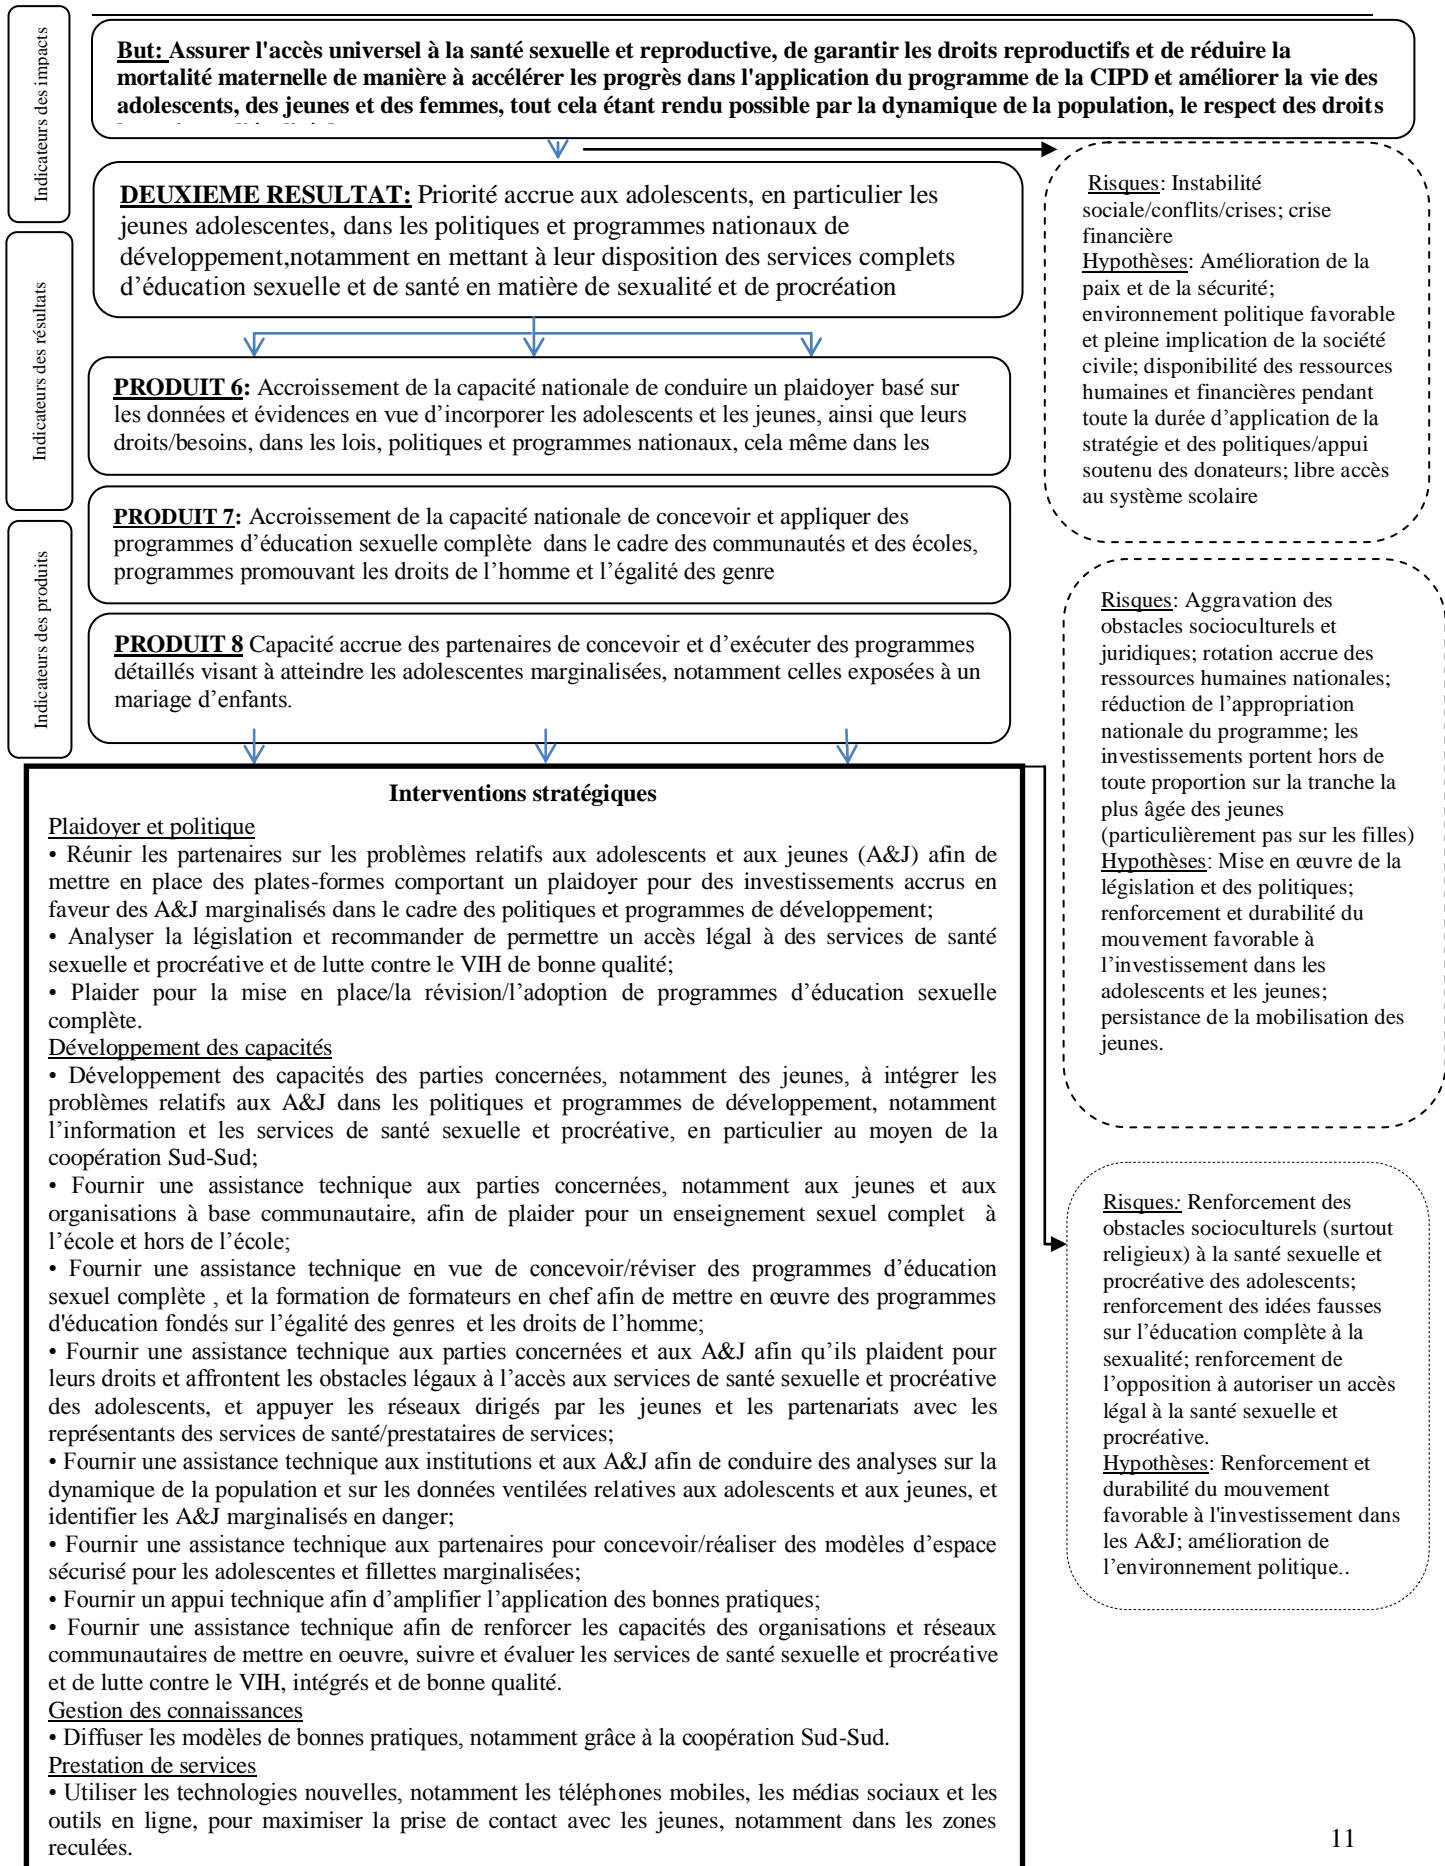 Indicateurs des impacts
But: Assurer l'accès universel à la santé sexuelle et reproductive, de garantir les droits reproductifs et de réduire la
mortalité maternelle de manière à accélérer les progrès dans l'application du programme de la CIPD et améliorer la vie des
adolescents, des jeunes et des femmes, tout cela étant rendu possible par la dynamique de la population, le respect des droits
Indicateurs des résultats
DEUXIEME RESULTAT: Priorité accrue aux adolescents, en particulier les
jeunes adolescentes, dans les politiques et programmes nationaux de
développement,notamment en mettant à leur disposition des services complets
d'éducation sexuelle et de santé en matière de sexualité et de procréation
PRODUIT 6: Accroissement de la capacité nationale de conduire un plaidoyer basé sur
les données et évidences en vue d'incorporer les adolescents et les jeunes, ainsi que leurs
droits/besoins, dans les lois, politiques et programmes nationaux, cela même dans les
Indicateurs des produits
PRODUIT 7: Accroissement de la capacité nationale de concevoir et appliquer des
programmes d'éducation sexuelle complète dans le cadre des communautés et des écoles,
programmes promouvant les droits de l'homme et l'égalité des genre
PRODUIT 8 Capacité accrue des partenaires de concevoir et d'exécuter des programmes
détaillés visant à atteindre les adolescentes marginalisées, notamment celles exposées à un
mariage d'enfants.
Interventions stratégiques
Plaidoyer et politique
• Réunir les partenaires sur les problèmes relatifs aux adolescents et aux jeunes (A&J) afin de
mettre en place des plates-formes comportant un plaidoyer pour des investissements accrus en
faveur des A&J marginalisés dans le cadre des politiques et programmes de développement;
• Analyser la législation et recommander de permettre un accès légal à des services de santé
sexuelle et procréative et de lutte contre le VIH de bonne qualité;
• Plaider pour la mise en place/la révision/l'adoption de programmes d'éducation sexuelle
complète.
Développement des capacités
• Développement des capacités des parties concernées, notamment des jeunes, à intégrer les
problèmes relatifs aux A&J dans les politiques et programmes de développement, notamment
l'information et les services de santé sexuelle et procréative, en particulier au moyen de la
coopération Sud-Sud;
• Fournir une assistance technique aux parties concernées, notamment aux jeunes et aux
organisations à base communautaire, afin de plaider pour un enseignement sexuel complet à
l'école et hors de l'école;
• Fournir une assistance technique en vue de concevoir/réviser des programmes d'éducation
sexuel complète , et la formation de formateurs en chef afin de mettre en œuvre des programmes
d'éducation fondés sur l'égalité des genres et les droits de l'homme;
• Fournir une assistance technique aux parties concernées et aux A&J afin qu'ils plaident pour
leurs droits et affrontent les obstacles légaux à l'accès aux services de santé sexuelle et procréative
des adolescents, et appuyer les réseaux dirigés par les jeunes et les partenariats avec les
représentants des services de santé/prestataires de services;
• Fournir une assistance technique aux institutions et aux A&J afin de conduire des analyses sur la
dynamique de la population et sur les données ventilées relatives aux adolescents et aux jeunes, et
identifier les A&J marginalisés en danger;
• Fournir une assistance technique aux partenaires pour concevoir/réaliser des modèles d'espace
sécurisé pour les adolescentes et fillettes marginalisées;
• Fournir un appui technique afin d'amplifier l'application des bonnes pratiques;
• Fournir une assistance technique afin de renforcer les capacités des organisations et réseaux
communautaires de mettre en oeuvre, suivre et évaluer les services de santé sexuelle et procréative
et de lutte contre le VIH, intégrés et de bonne qualité.
Gestion des connaissances
• Diffuser les modèles de bonnes pratiques, notamment grâce à la coopération Sud-Sud.
Prestation de services
• Utiliser les technologies nouvelles, notamment les téléphones mobiles, les médias sociaux et les
outils en ligne, pour maximiser la prise de contact avec les jeunes, notamment dans les zones
reculées.
Risques: Instabilité
sociale/conflits/crises; crise
financière
Hypothèses: Amélioration de la
paix et de la sécurité;
environnement politique favorable
et pleine implication de la société
civile; disponibilité des ressources
humaines et financières pendant
toute la durée d'application de la
stratégie et des politiques/appui
soutenu des donateurs; libre accès
au système scolaire
Risques: Aggravation des
obstacles socioculturels et
juridiques; rotation accrue des
ressources humaines nationales;
réduction de l'appropriation
nationale du programme; les
investissements portent hors de
toute proportion sur la tranche la
plus âgée des jeunes
(particulièrement pas sur les filles)
Hypothèses: Mise en œuvre de la
législation et des politiques;
renforcement et durabilité du
mouvement favorable à
l'investissement dans les
adolescents et les jeunes;
persistance de la mobilisation des
jeunes.
Risques: Renforcement des
obstacles socioculturels (surtout
religieux) à la santé sexuelle et
procréative des adolescents;
renforcement des idées fausses
sur l'éducation complète à la
sexualité; renforcement de
l'opposition à autoriser un accès
légal à la santé sexuelle et
procréative.
Hypothèses: Renforcement et
durabilité du mouvement
favorable à l'investissement dans
les A&J; amélioration de
l'environnement politique..
11